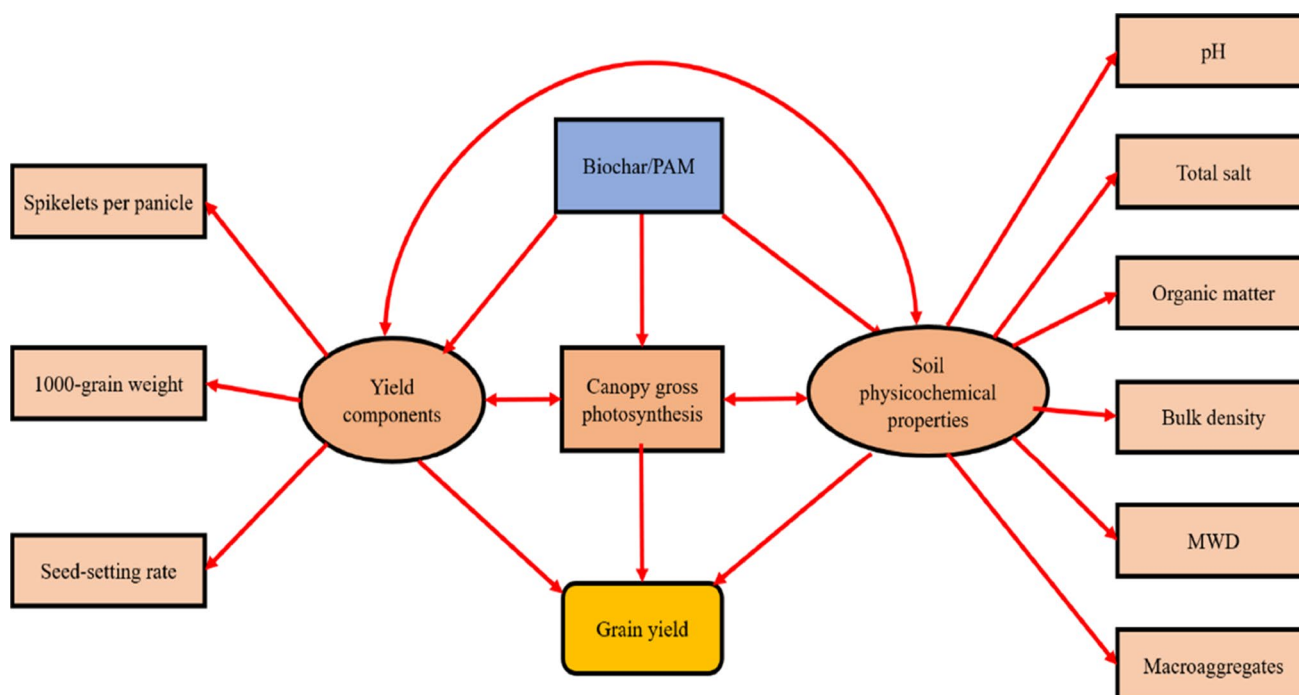 pH
Biochar/PAM
Total salt
Spikelets per panicle
Organic matter
1000-grain weight
Yield
components
Canopy gross
photosynthesis
Soil
physicochemical
properties
Bulk density
Seed-setting rate
MWD
Grain yield
Macroaggregates